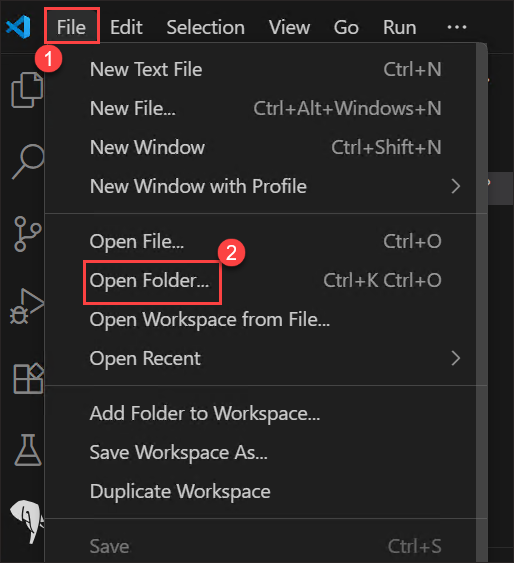 File Edit Selection View Go Run ...
1
New Text File Ctrl+N
New File... Ctrl+Alt+Windows+N
New Window Ctrl+Shift+N
New Window with Profile
Open File... Ctrl+O
2
Open Folder... Ctrl+K Ctrl+O
Open Workspace from File...
Open Recent
Add Folder to Workspace...
Save Workspace As...
Duplicate Workspace
Save Ctrl+S